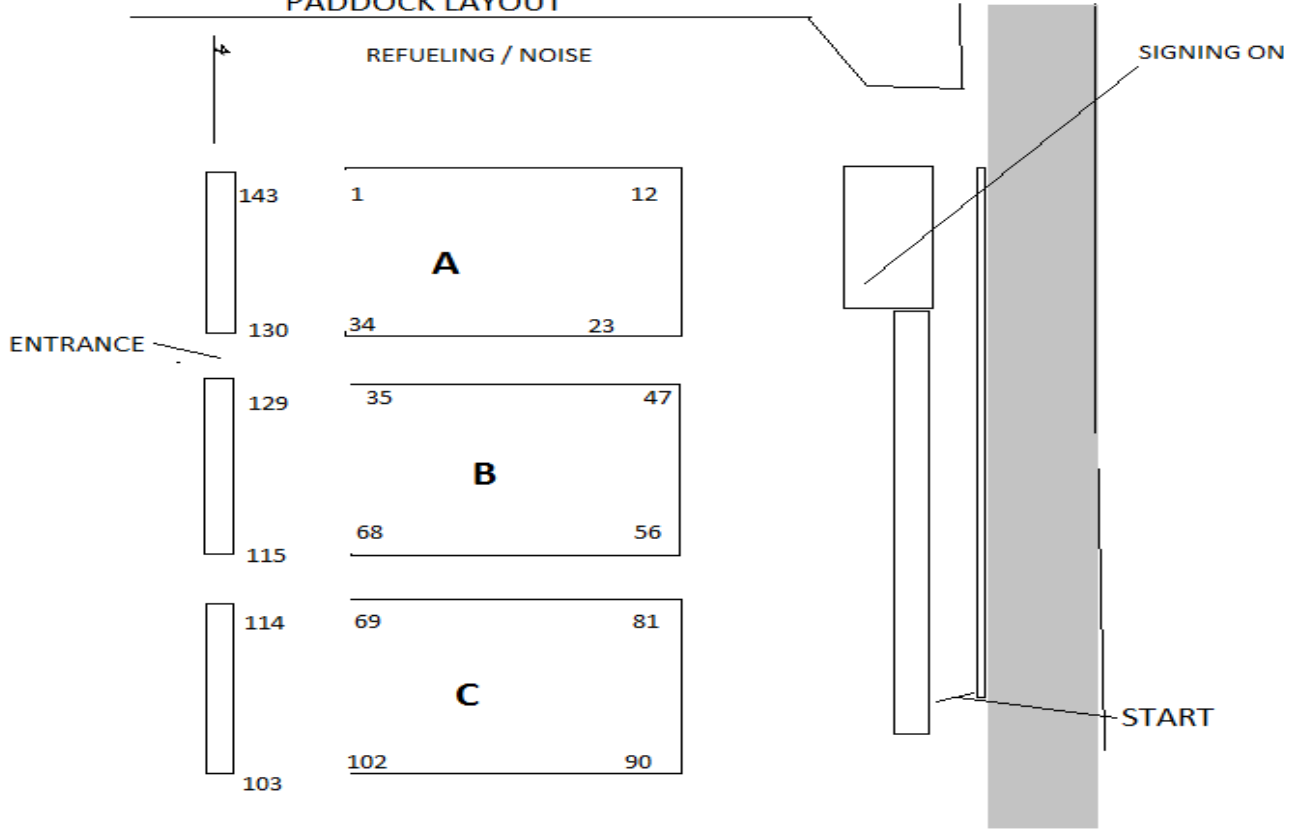 PADDOCK LAYOUT
REFUELING / NOISE
SIGNING ON
143
1
12
A
130
34
23
ENTRANCE
129
35
47
B
68
56
115
114
69
81
C
START
102
90
103